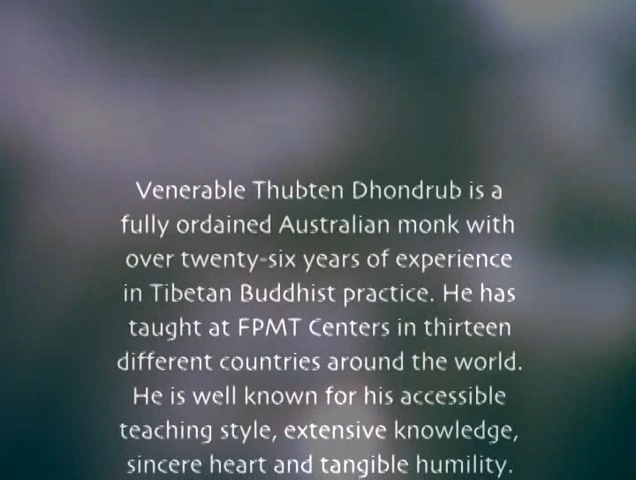 Venerable Thubten Dhondrub is a
fully ordained Australian monk with
over twenty-six years of experience
in Tibetan Buddhist practice. He has
taught at FPMT Centers in thirteen
different countries around the world.
He is well known for his accessible
teaching style, extensive knowledge,
sincere heart and tangible humility.